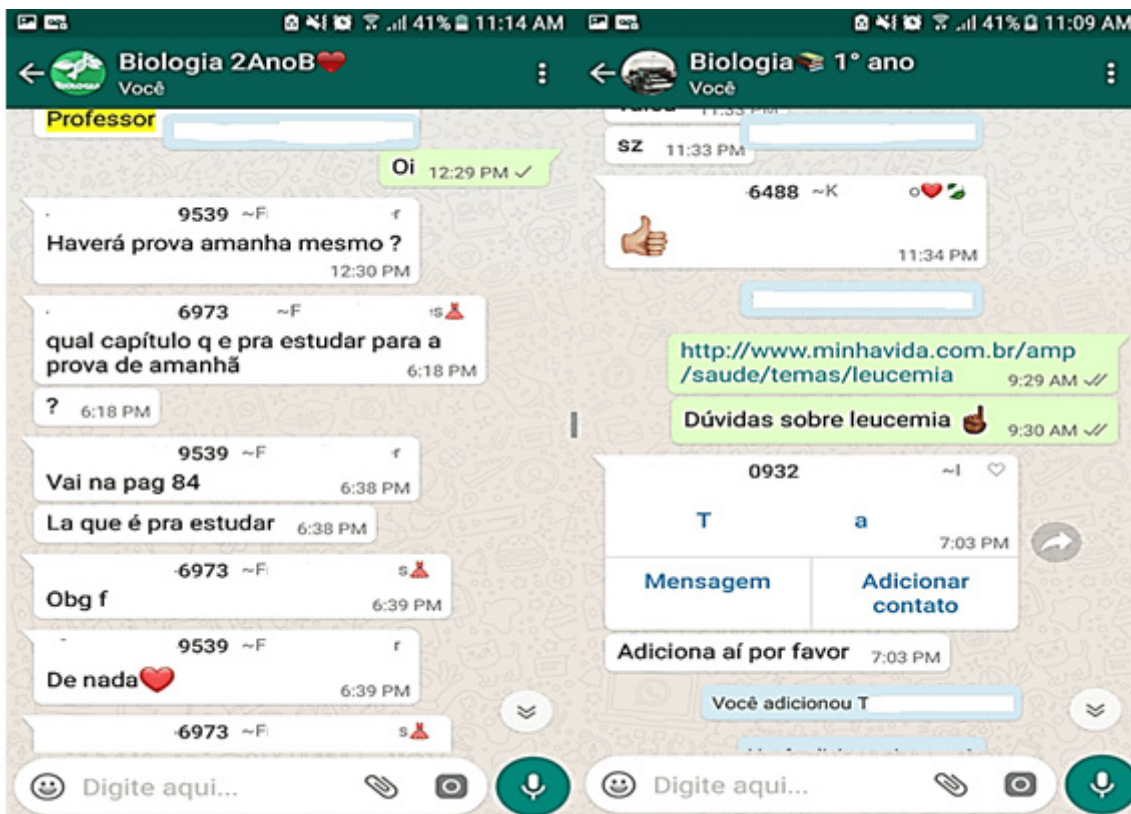 41% 11:14 AM
Biologia 2AnoB❤️
Você
Professor
Oi 12:29 PM
9539 ~F
Haverá prova amanha mesmo ?
12:30 PM
6973 ~F s
qual capítulo q e pra estudar para a
prova de amanhã 6:18 PM
? 6:18 PM
9539 ~F r
Vai na pag 84 6:38 PM
La que é pra estudar 6:38 PM
6973 ~F s
Obg f 6:39 PM
9539 ~F r
De nada❤️ 6:39 PM
6973 ~F s
Digite aqui...
41% 11:09 AM
Biologia📚 1° ano
Você
11:33 PM
sz 11:33 PM
6488 ~K o❤️
👍🏼 11:34 PM
http://www.minhavida.com.br/amp
/saude/temas/leucemia 9:29 AM
Dúvidas sobre leucemia ☝🏿 9:30 AM
0932 ~I ♡
T a
7:03 PM
Mensagem Adicionar
contato
Adiciona aí por favor 7:03 PM
Você adicionou T
Digite aqui...